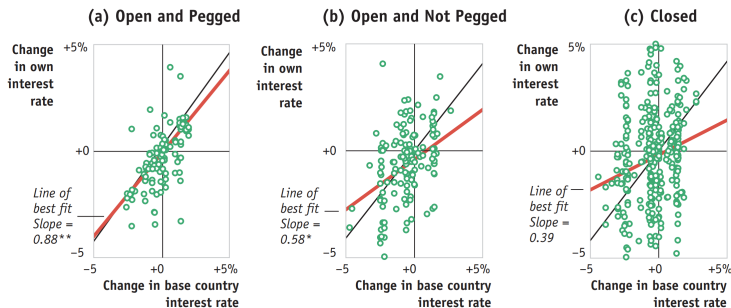 (a) Open and Pegged
Change
in own
interest
rate
+5%
+0
–5
Line of
best fit
Slope =
0.88**
–5
+0
+5%
Change in base country
interest rate
(b) Open and Not Pegged
Change
in own
interest
rate
+5%
+0
–5
Line of
best fit
Slope =
0.58*
–5
+0
+5%
Change in base country
interest rate
(c) Closed
Change
in own
interest
rate
5%
+0
–5
Line of
best fit
Slope =
0.39
–5
+0
+5%
Change in base country
interest rate